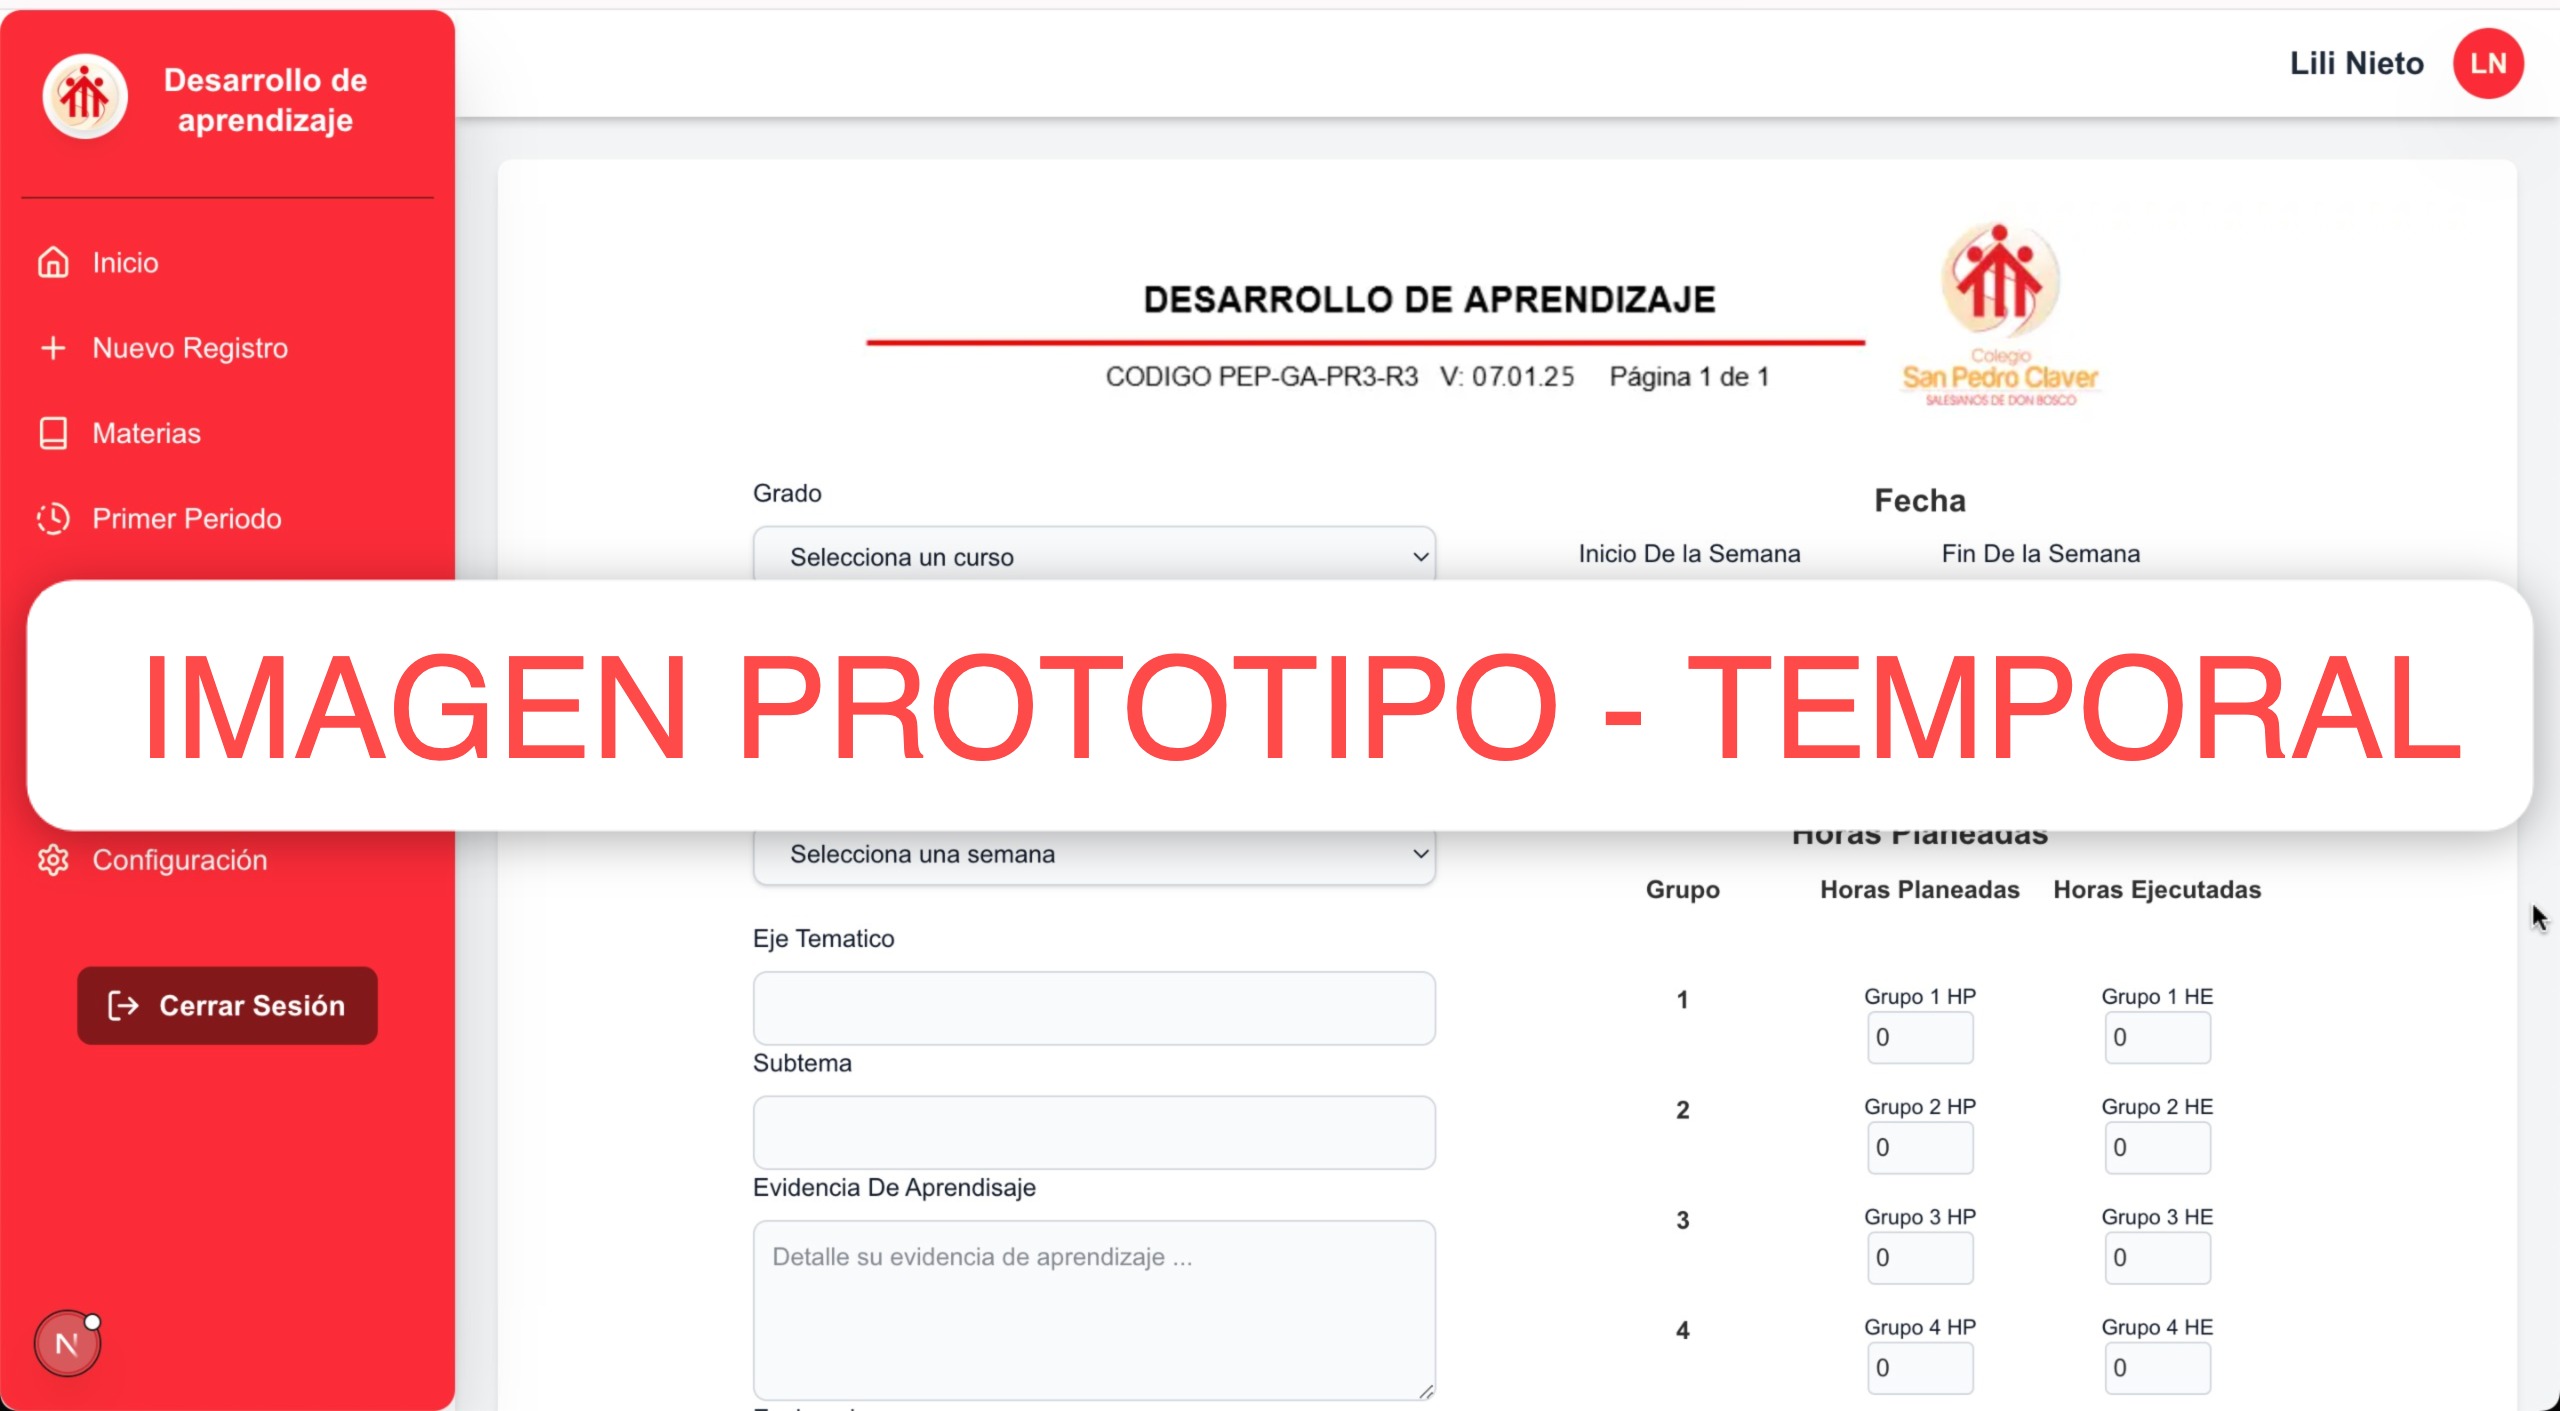 Desarrollo de
aprendizaje
Inicio
Nuevo Registro
Materias
Primer Periodo
Configuración
Cerrar Sesión
N
Lili Nieto
LN
DESARROLLO DE APRENDIZAJE
CODIGO PEP-GA-PR3-R3 V: 07.01.25 Página 1 de 1
Colegio
San Pedro Claver
SALESIANOS DE DON BOSCO
Grado
Selecciona un curso
Fecha
Inicio De la Semana Fin De la Semana
IMAGEN PROTOTIPO - TEMPORAL
Selecciona una semana
Eje Tematico
Subtema
Evidencia De Aprendisaje
Detalle su evidencia de aprendizaje ...
Horas Planeadas
Grupo Horas Planeadas Horas Ejecutadas
Grupo 1 HP Grupo 1 HE
1 0 0
Grupo 2 HP Grupo 2 HE
2 0 0
Grupo 3 HP Grupo 3 HE
3 0 0
Grupo 4 HP Grupo 4 HE
4 0 0